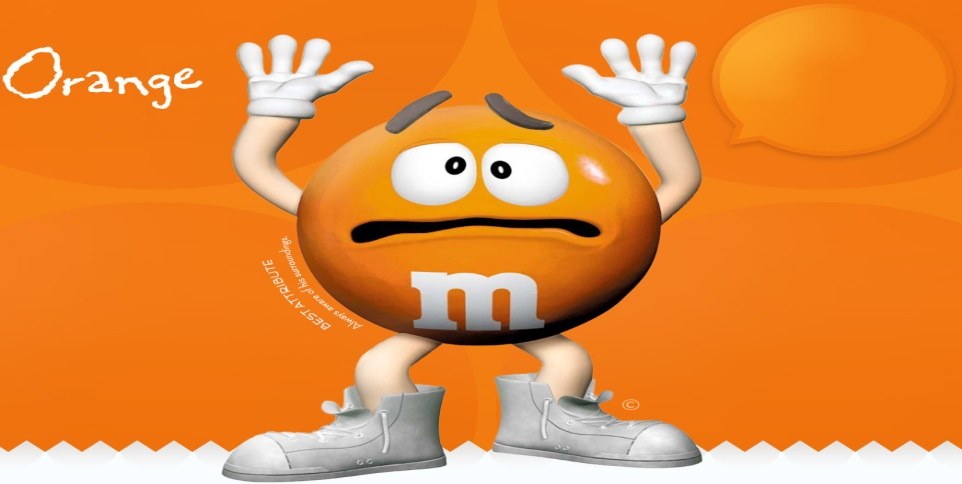 Orange
m
BEST ATTRIBUTE
Always aware of his surroundings.
©